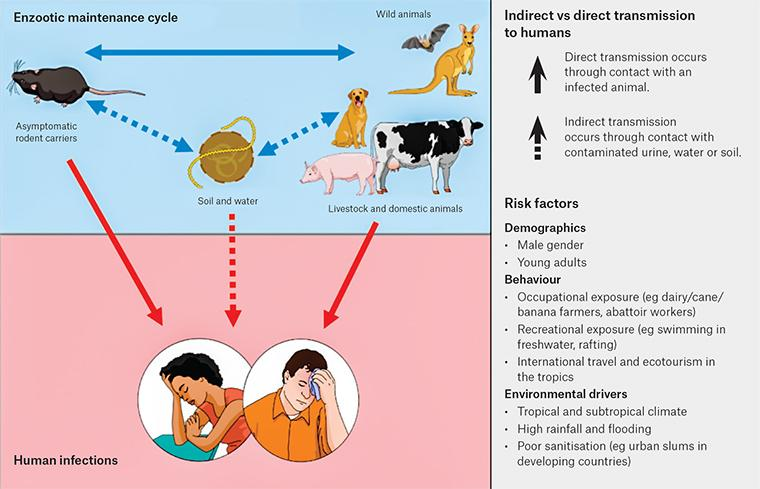 Enzootic maintenance cycle
Wild animals
Asymptomatic
rodent carriers
Soil and water
Livestock and domestic animals
Human infections
Indirect vs direct transmission
to humans
Direct transmission occurs
through contact with an
infected animal.
Indirect transmission
occurs through contact with
contaminated urine, water or soil.
Risk factors
Demographics
• Male gender
• Young adults
Behaviour
• Occupational exposure (eg dairy/cane/
banana farmers, abattoir workers)
• Recreational exposure (eg swimming in
freshwater, rafting)
• International travel and ecotourism in
the tropics
Environmental drivers
• Tropical and subtropical climate
• High rainfall and flooding
• Poor sanitisation (eg urban slums in
developing countries)